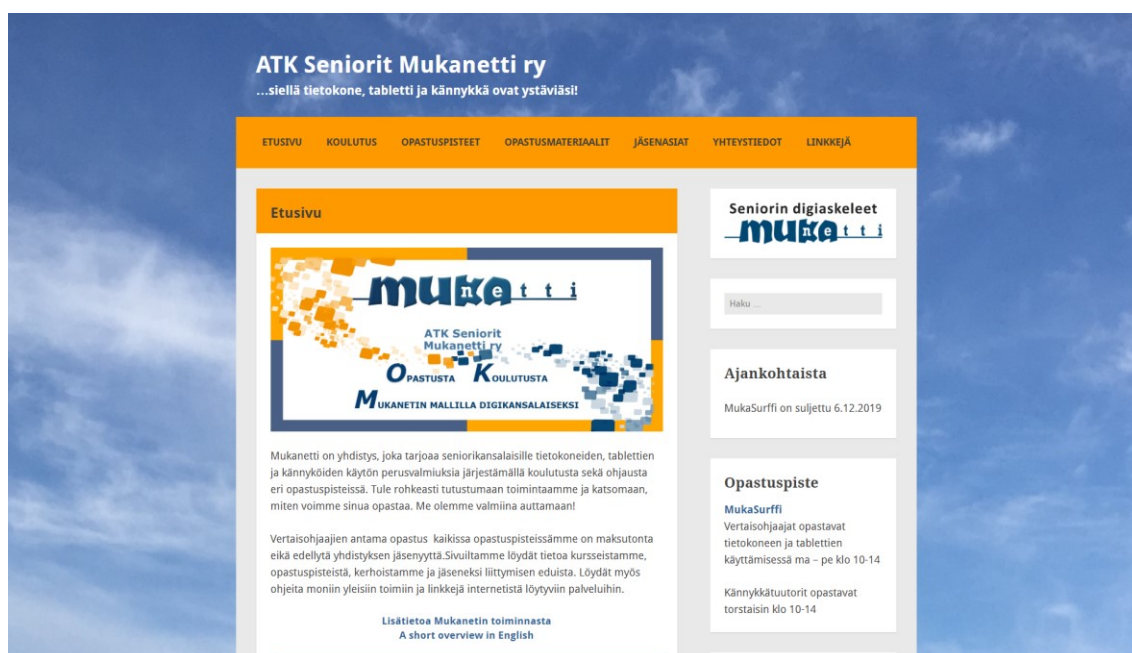 ATK Seniorit Mukanetti ry
...siellä tietokone, tabletti ja kännykkä ovat ystäviäsi!
ETUSIVU KOULUTUS OPASTUSPISTEET OPASTUSMATERIAALIT JÄSENASIAT YHTEYSTIEDOT LINKKEJÄ
Etusivu
mukanetti
ATK Seniorit
Mukanetti ry
OPASTUSTA KOULUTUSTA
MUKANETIN MALLILLA DIGIKANSALAISEKSI
Mukanetti on yhdistys, joka tarjoaa seniorikansalaisille tietokoneiden, tablettien
ja kännyköiden käytön perusvalmiuksia järjestämällä koulutusta sekä ohjausta
eri opastuspisteissä. Tule rohkeasti tutustumaan toimintaamme ja katsomaan,
miten voimme sinua opastaa. Me olemme valmiina auttamaan!
Vertaisohjaajien antama opastus kaikissa opastuspisteissämme on maksutonta
eikä edellytä yhdistyksen jäsenyyttä.Sivuiltamme löydät tietoa kursseistamme,
opastuspisteistä, kerhoistamme ja jäseneksi liittymisen eduista. Löydät myös
ohjeita moniin yleisiin toimiin ja linkkejä internetistä löytyviin palveluihin.
Lisätietoa Mukanetin toiminnasta
A short overview in English
Seniorin digiaskeleet
mukanetti
Haku ...
Ajankohtaista
MukaSurffi on suljettu 6.12.2019
Opastuspiste
MukaSurffi
Vertaisohjaajat opastavat
tietokoneen ja tablettien
käyttämisessä ma – pe klo 10-14
Kännykkätuutorit opastavat
torstaisin klo 10-14